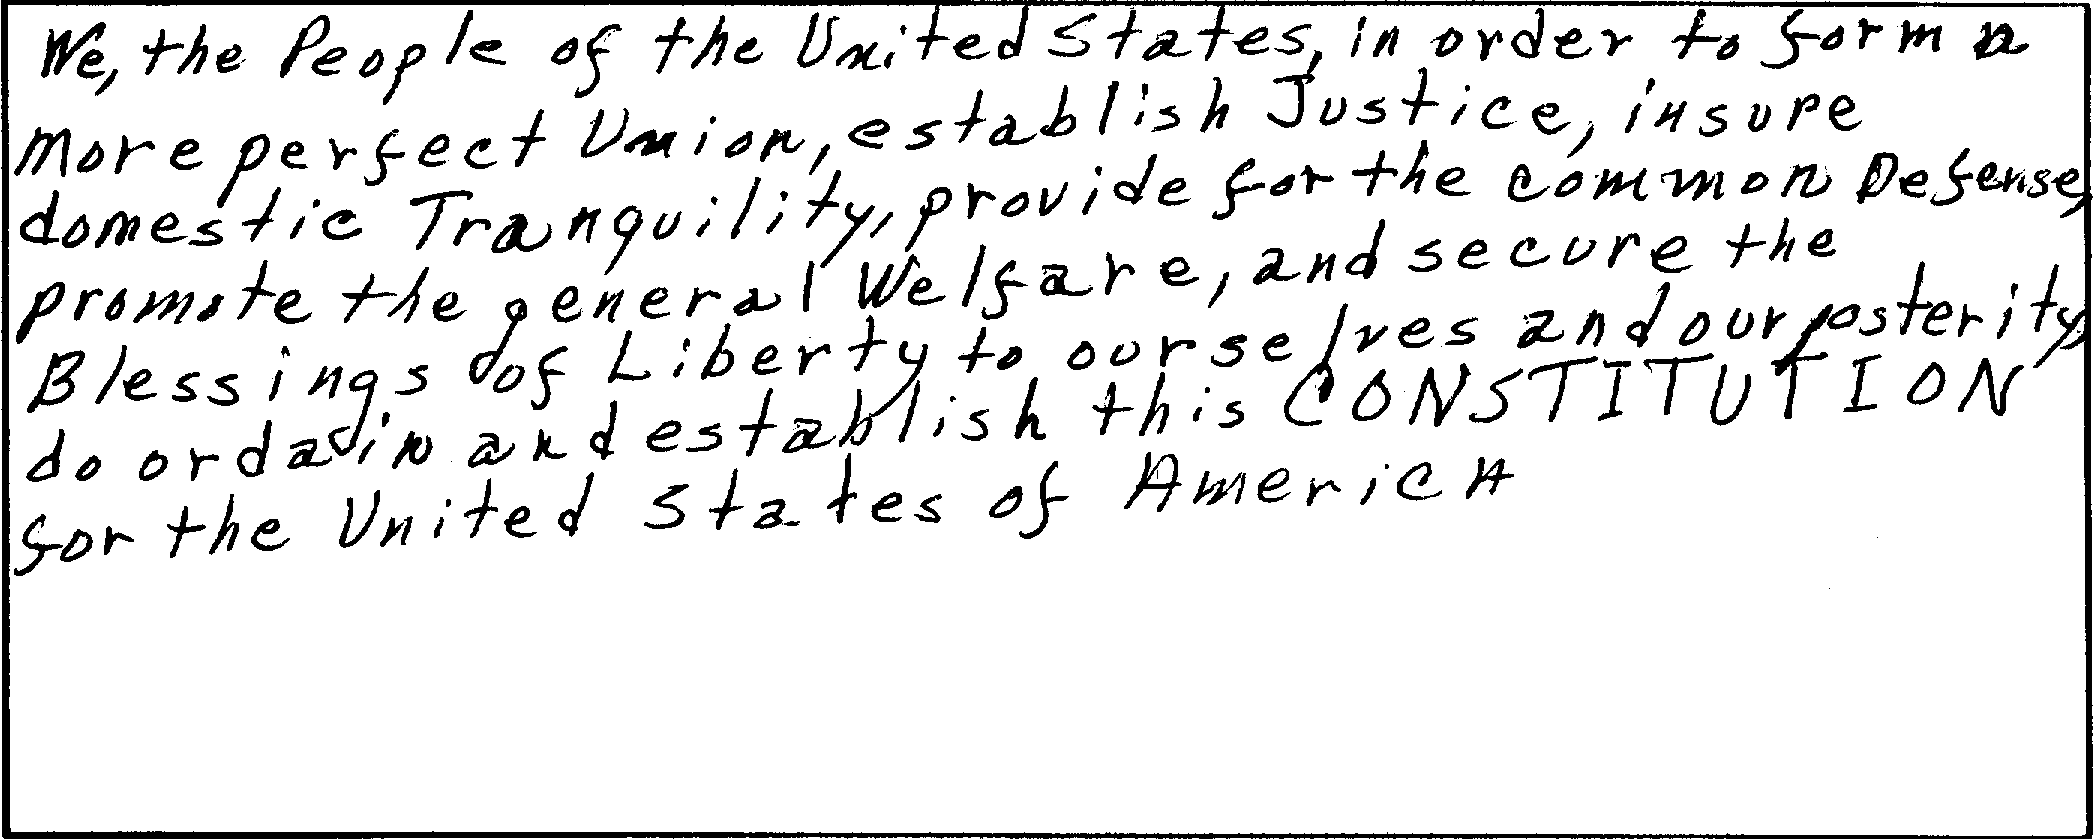 We, the People of the United States, in order to form a
more perfect Union, establish Justice, insure
domestic Tranquility, provide for the common Defense,
promote the general Welfare, and secure the
Blessings of Liberty to ourselves and our posterity,
do ordain and establish this CONSTITUTION
for the United States of America